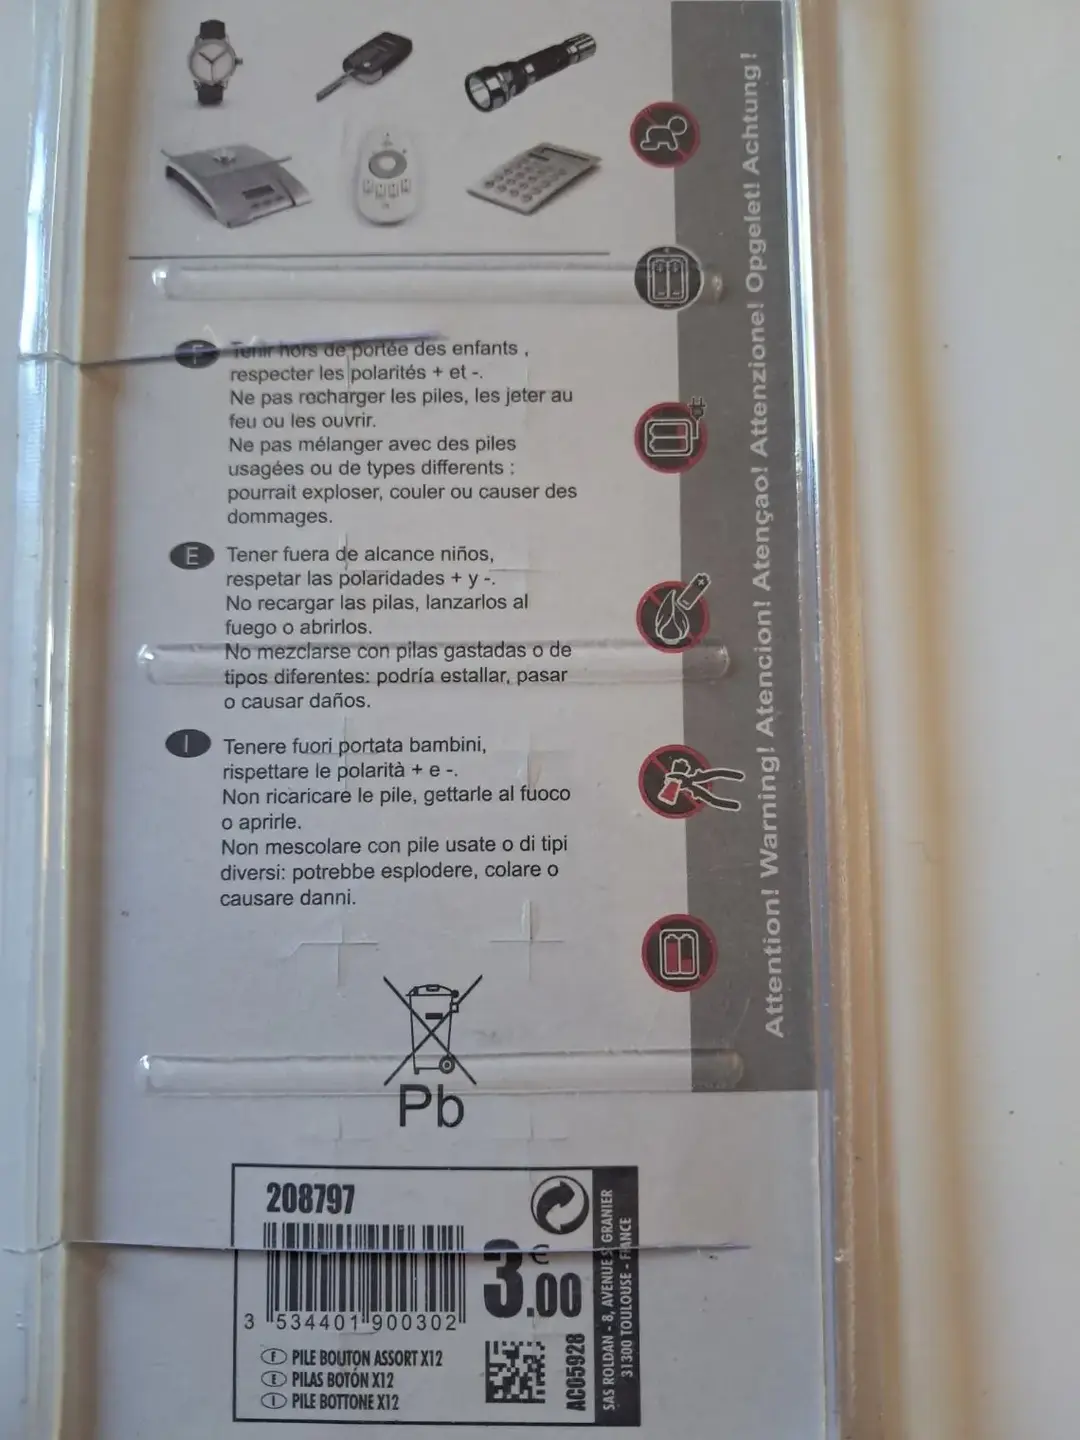 F
Tenir hors de portée des enfants ,
respecter les polarités + et -.
Ne pas recharger les piles, les jeter au
feu ou les ouvrir.
Ne pas mélanger avec des piles
usagées ou de types differents :
pourrait exploser, couler ou causer des
dommages.
E
Tener fuera de alcance niños,
respetar las polaridades + y -.
No recargar las pilas, lanzarlos al
fuego o abrirlos.
No mezclarse con pilas gastadas o de
tipos diferentes: podría estallar, pasar
o causar daños.
I
Tenere fuori portata bambini,
rispettare le polarità + e -.
Non ricaricare le pile, gettarle al fuoco
o aprirle.
Non mescolare con pile usate o di tipi
diversi: potrebbe esplodere, colare o
causare danni.
Attention! Warning! Atencion! Atençao! Attenzione! Opgelet! Achtung!
Pb
208797
3 534401 900302
3.00 €
F PILE BOUTON ASSORT X12
E PILAS BOTÓN X12
I PILE BOTTONE X12
AC05928
SAS ROLDAN - 8, AVENUE S GRANIER
31300 TOULOUSE - FRANCE